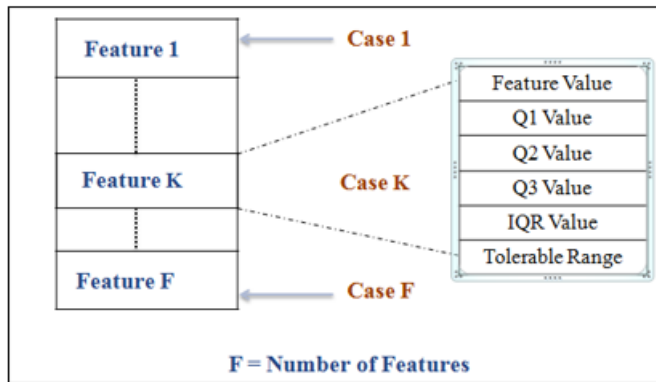 Feature 1
Case 1
Feature K
Case K
Feature F
Case F
Feature Value
Q1 Value
Q2 Value
Q3 Value
IQR Value
Tolerable Range
F = Number of Features